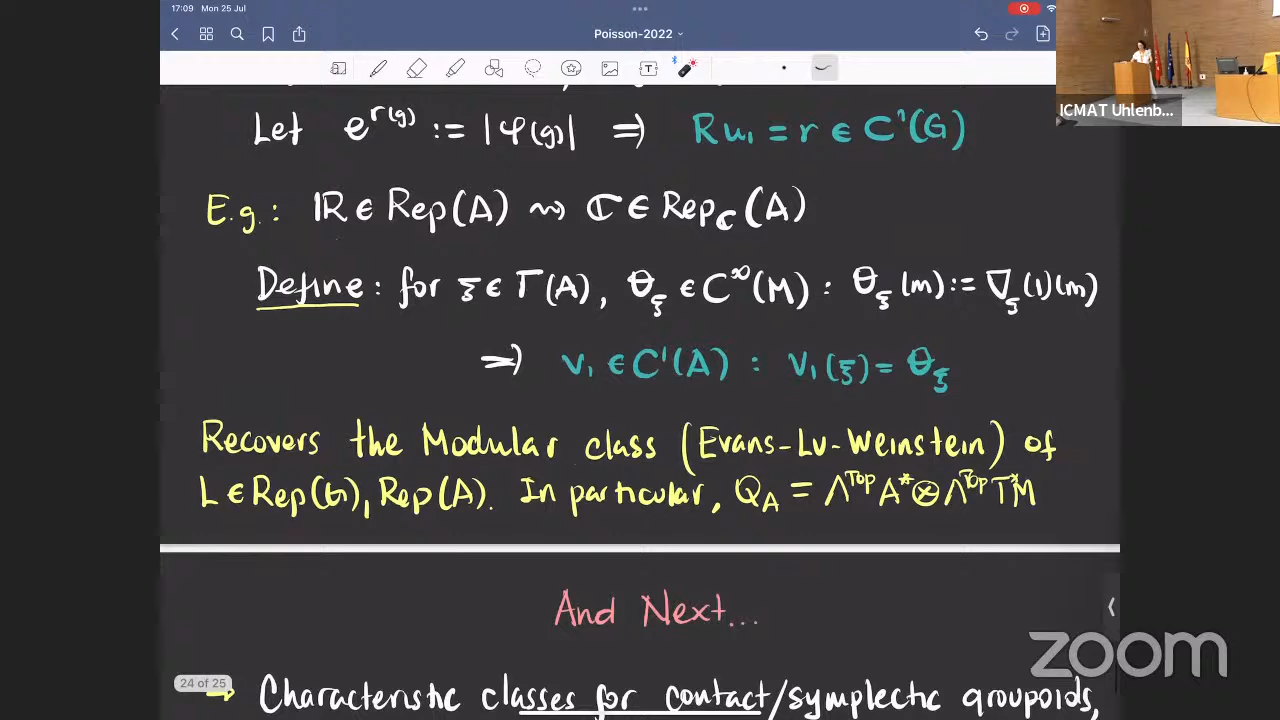 17:09 Mon 25 Jul
Poisson-2022
ICMAT Uhlenb...
Let e^{r(g)} := |φ(g)| ⇒ Ru₁ = r ∈ C¹(G)
E.g.: ℝ ∈ Rep(A) ⇝ ℂ ∈ Rep_C(A)
Define: for ξ ∈ Γ(A), θ_ξ ∈ C^∞(M) : θ_ξ(m) := ∇_ξ(1)(m)
⇒ v₁ ∈ C¹(A) : v₁(ξ) = θ_ξ
Recovers the Modular class (Evans-Lu-Weinstein) of
L ∈ Rep(G), Rep(A). In particular, Q_A = Λ^{Top} A* ⊗ Λ^{Top} T*M
And Next...
zoom
24 of 25
→ Characteristic classes for contact/symplectic groupoids,